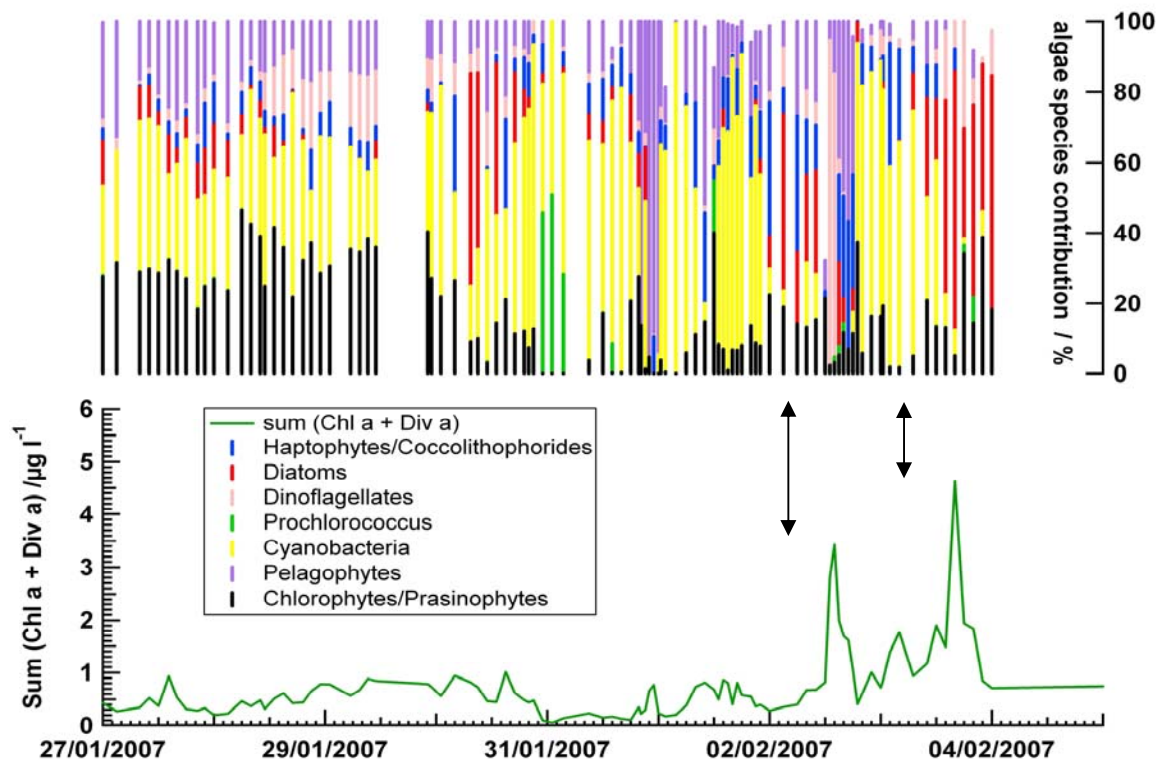 100
80
60
40
20
0
algae species contribution / %
6
5
4
3
2
1
0
Sum (Chl a + Div a) /µg l⁻¹
sum (Chl a + Div a)
Haptophytes/Coccolithophorides
Diatoms
Dinoflagellates
Prochlorococcus
Cyanobacteria
Pelagophytes
Chlorophytes/Prasinophytes
27/01/2007 29/01/2007 31/01/2007 02/02/2007 04/02/2007